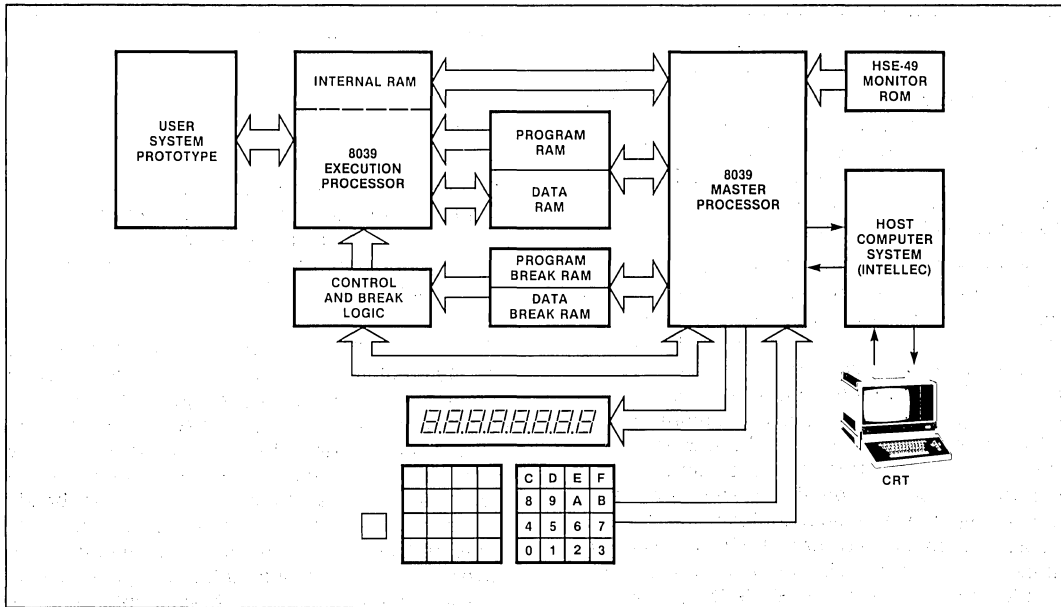 USER
SYSTEM
PROTOTYPE
INTERNAL RAM
8039
EXECUTION
PROCESSOR
PROGRAM
RAM
DATA
RAM
8039
MASTER
PROCESSOR
HSE-49
MONITOR
ROM
HOST
COMPUTER
SYSTEM
(INTELLEC)
CONTROL
AND BREAK
LOGIC
PROGRAM
BREAK RAM
DATA
BREAK RAM
8.8.8.8.8.8.8.8
CRT
C D E F
8 9 A B
4 5 6 7
0 1 2 3